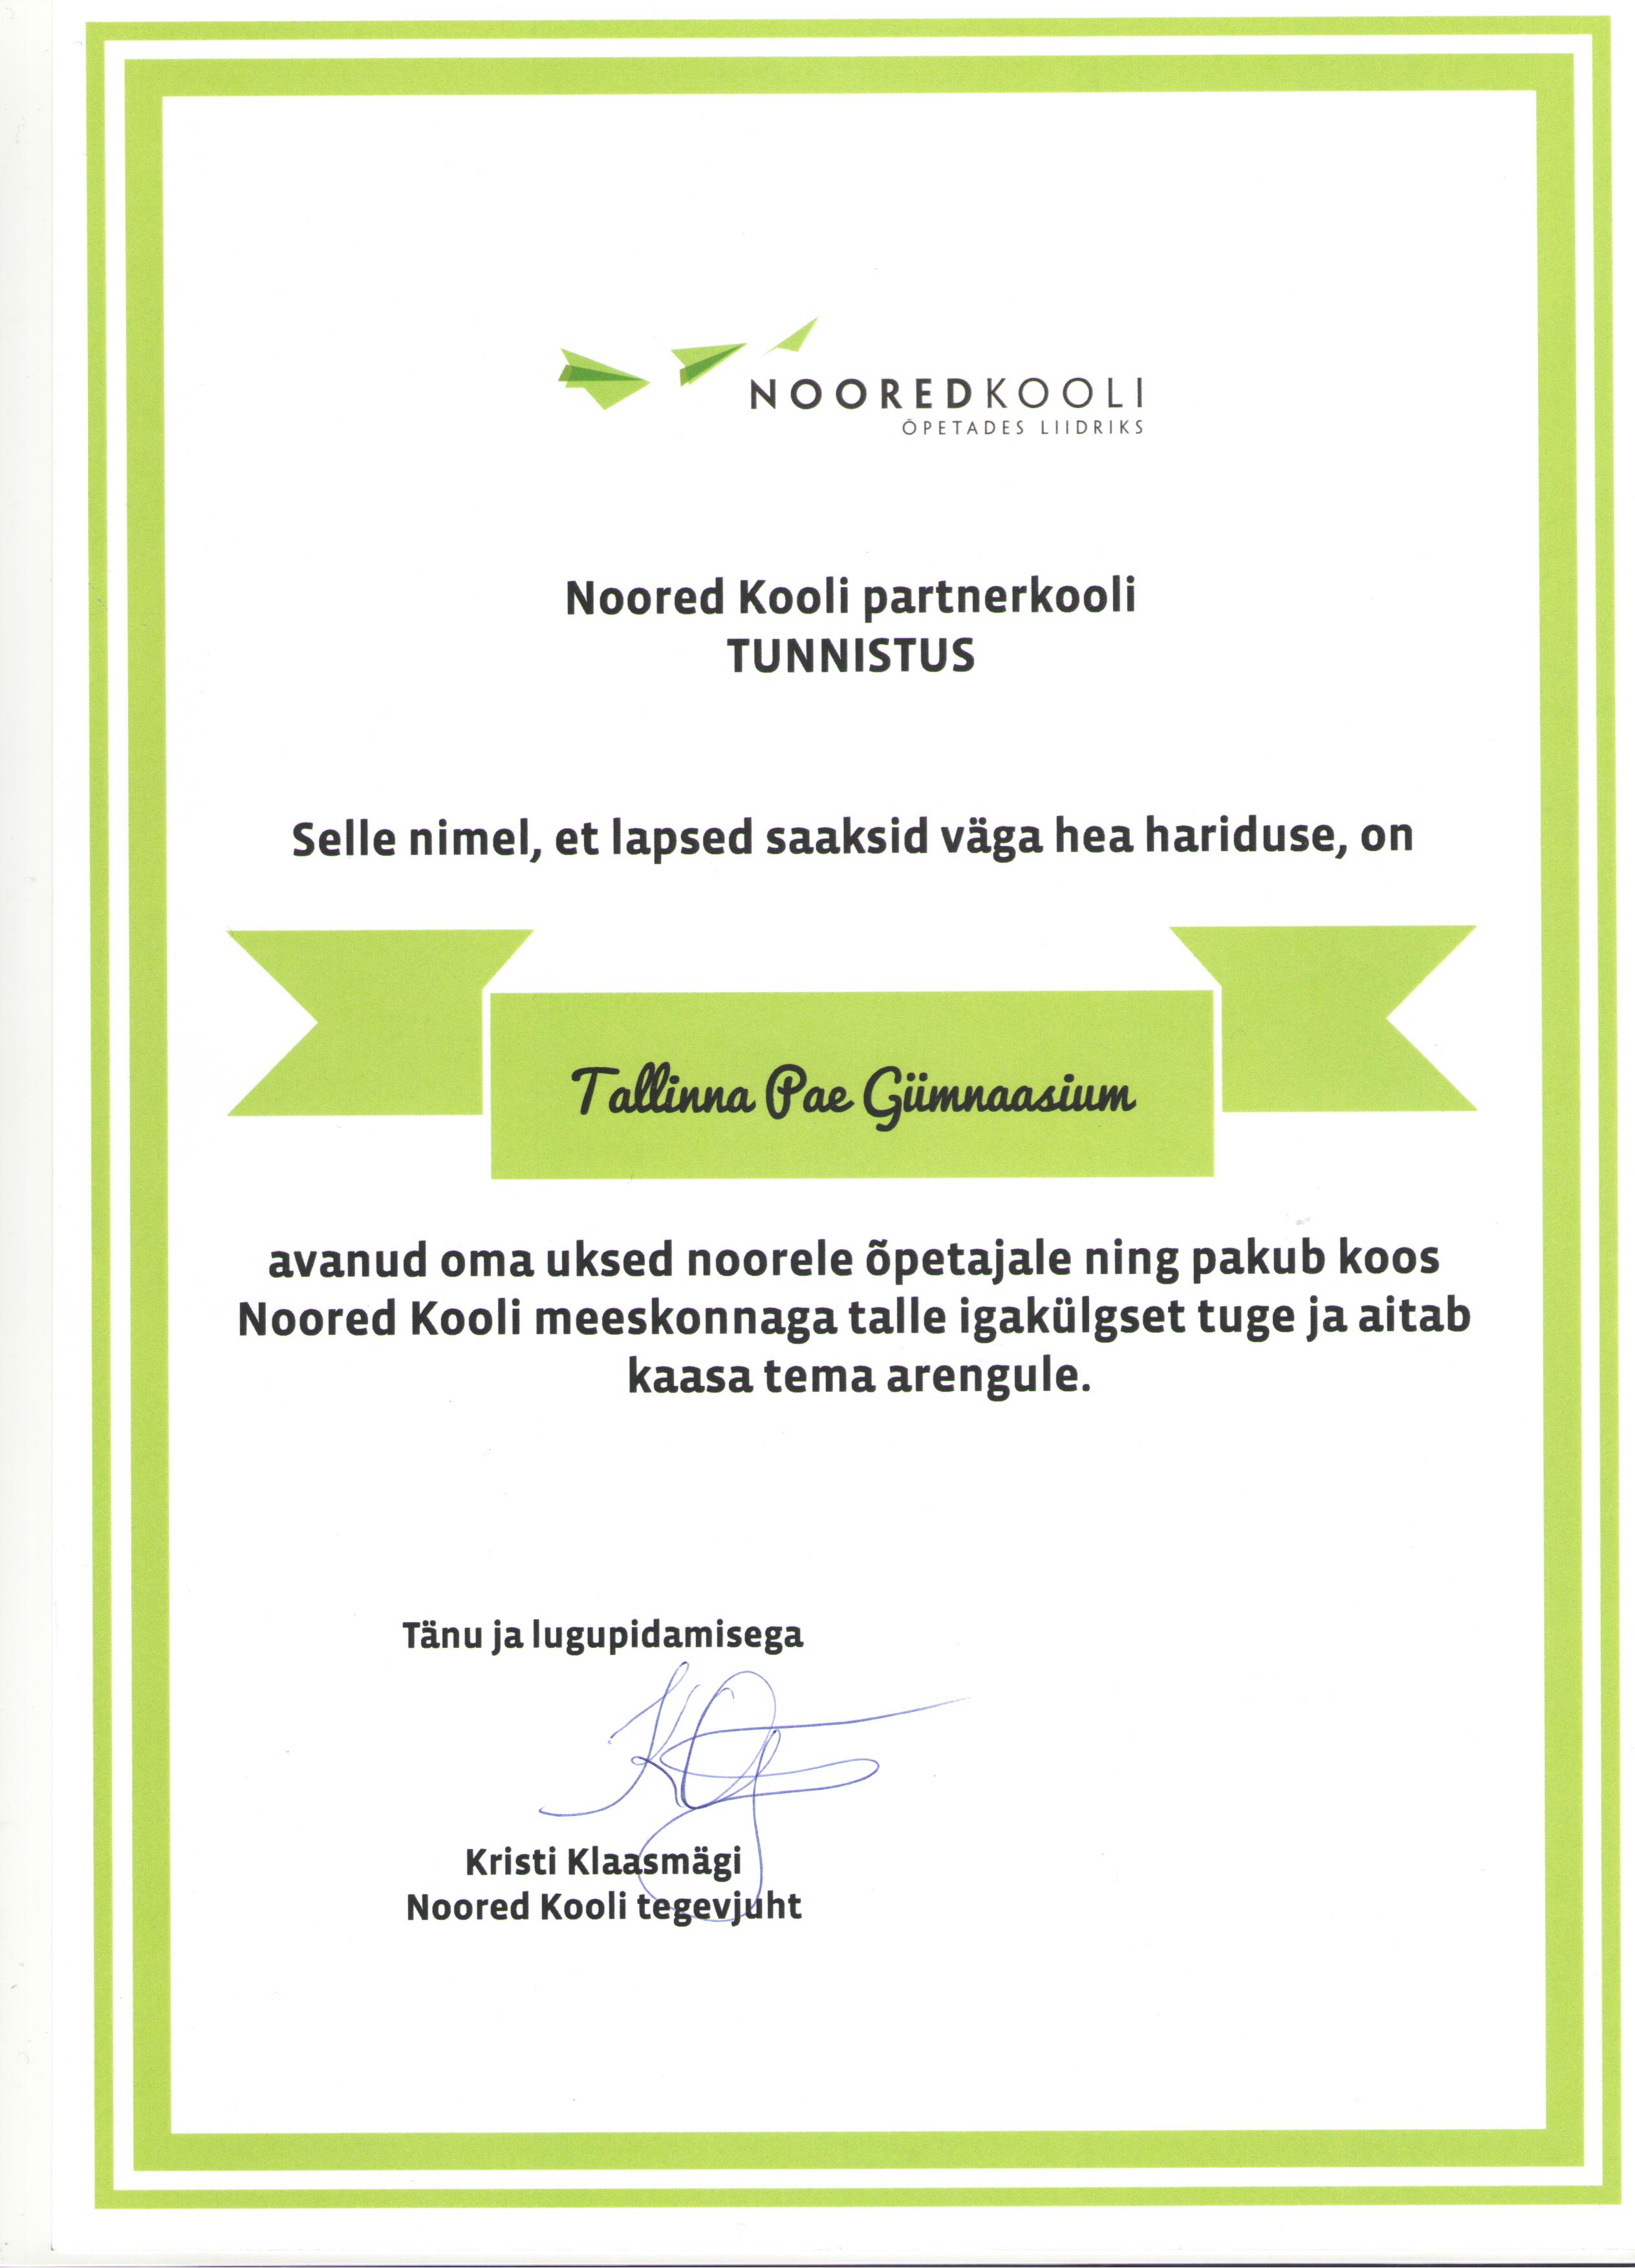 NOOREDKOOLI
ÕPETADES LIIDRIKS
Noored Kooli partnerkooli
TUNNISTUS
Selle nimel, et lapsed saaksid väga hea hariduse, on
Tallinna Pae Gümnaasium
avanud oma uksed noorele õpetajale ning pakub koos
Noored Kooli meeskonnaga talle igakülgset tuge ja aitab
kaasa tema arengule.
Tänu ja lugupidamisega
Kristi Klaasmägi
Noored Kooli tegevjuht